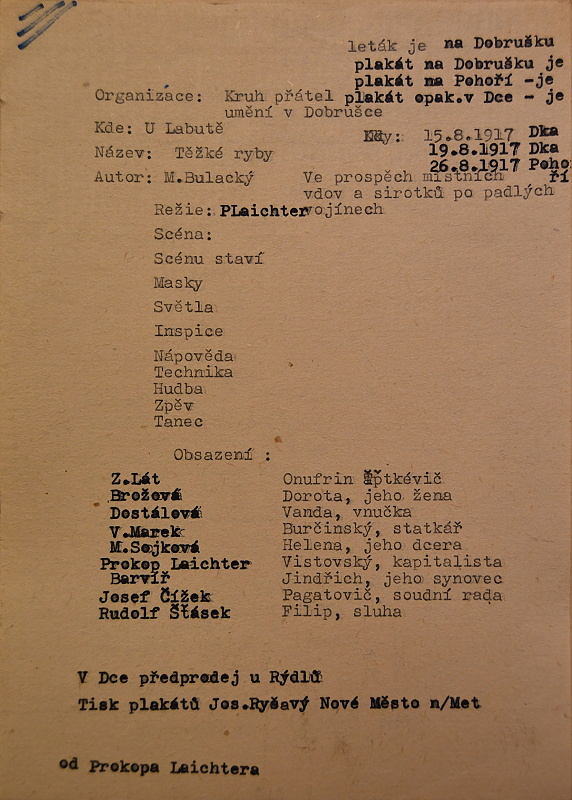 leták je na Dobrušku
plakát na Dobrušku je
plakát na Pohoří -je
Organizáce: Kruh přátel plakát opak.v Dce - je
umění v Dobrušce
Kde: U Labutě Kdy: 15.8.1917 Dka
19.8.1917 Dka
Název: Těžké ryby
26.8.1917 Poho
ří
Autor: M.Bulacký Ve prospěch místních
vdov a sirotků po padlých
Režie: PLaichter vojínech
Scéna:
Scénu staví
Masky
Světla
Inspice
Nápověda
Technika
Hudba
Zpěv
Tanec
Obsazení :
Z.Lát Onufrin
Brožová Dorota, jeho žena
Dostálová Vanda, vnučka
V.Marek Burčinský, statkář
M.Sejková Helena, jeho dcera
Prokop Laichter Vistovský, kapitalista
Barvíř Jindřich, jeho synovec
Josef Čížek Pagatovič, soudní rada
Rudolf Šťásek Filip, sluha
V Dce předprodej u Rýdlů
Tisk plakátů Jos.Ryšavý Nové Město n/Met
od Prokopa Laichtera